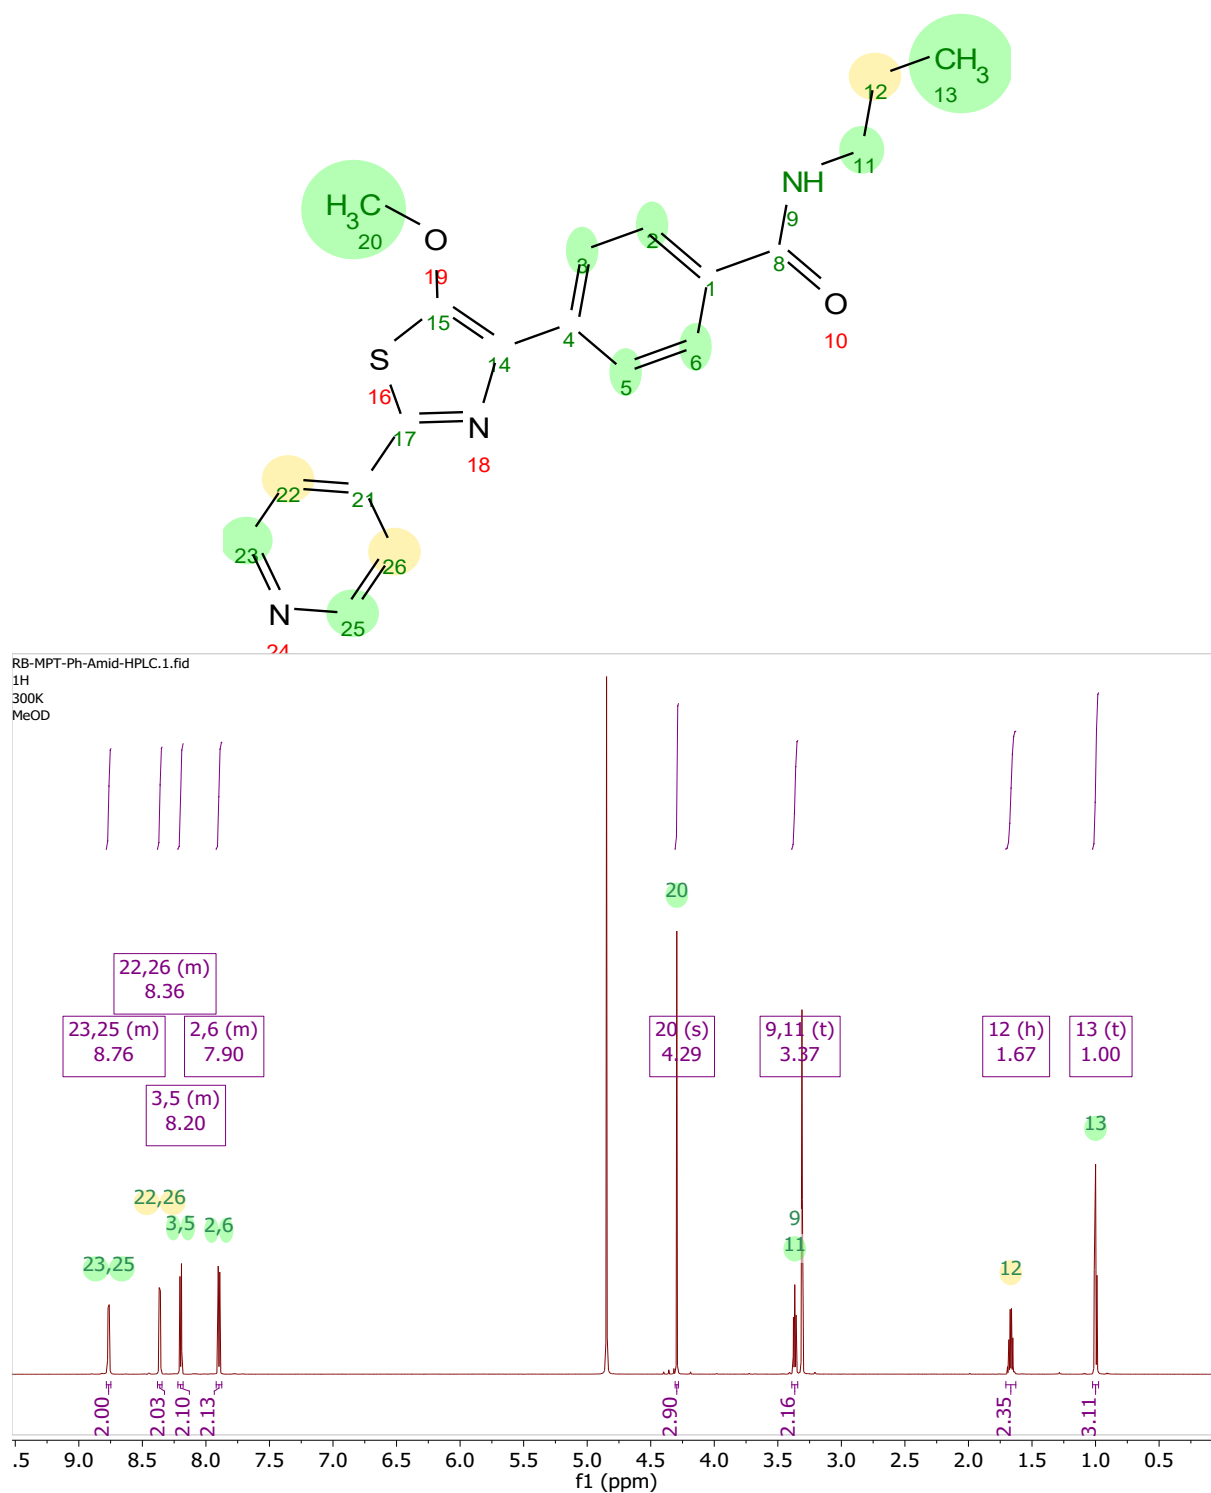 CH3
12
13
11
H3C
NH
20
O
9
2
3
19
8
1
15
O
S
4
10
14
6
5
16
N
17
18
22
21
23
26
N
25
24
RB-MPT-Ph-Amid-HPLC.1.fid
1H
300K
MeOD
20
22,26 (m)
8.36
23,25 (m)
8.76
2,6 (m)
7.90
20 (s)
4.29
9,11 (t)
3.37
12 (h)
1.67
13 (t)
1.00
3,5 (m)
8.20
13
22,26
3,5
2,6
9
11
23,25
12
2.00
2.03
2.10
2.13
2.90
2.16
2.35
3.11
.5 9.0 8.5 8.0 7.5 7.0 6.5 6.0 5.5 5.0 4.5 4.0 3.5 3.0 2.5 2.0 1.5 1.0 0.5
f1 (ppm)